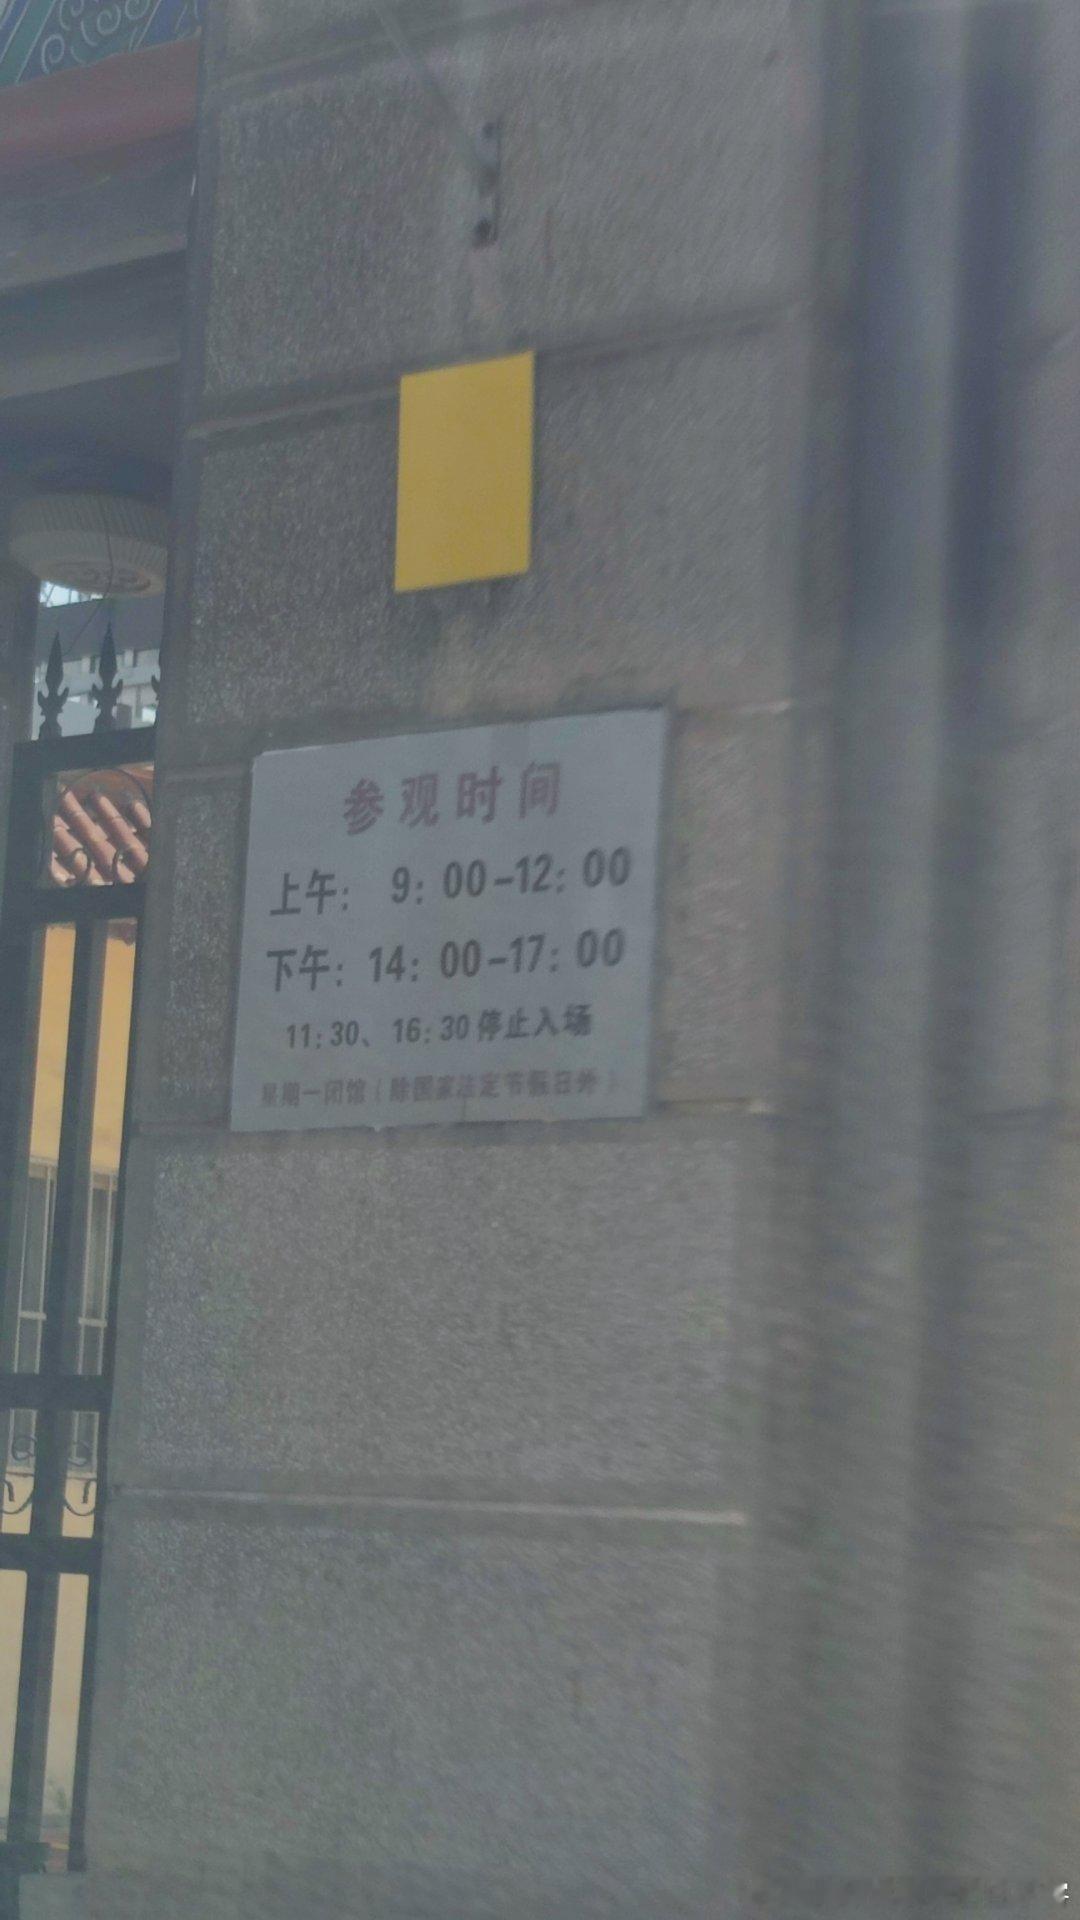 参观时间
上午： 9：00-12：00
下午：14：00-17：00
11:30、16:30停止入场
星期一闭馆（除国家法定节假日外）